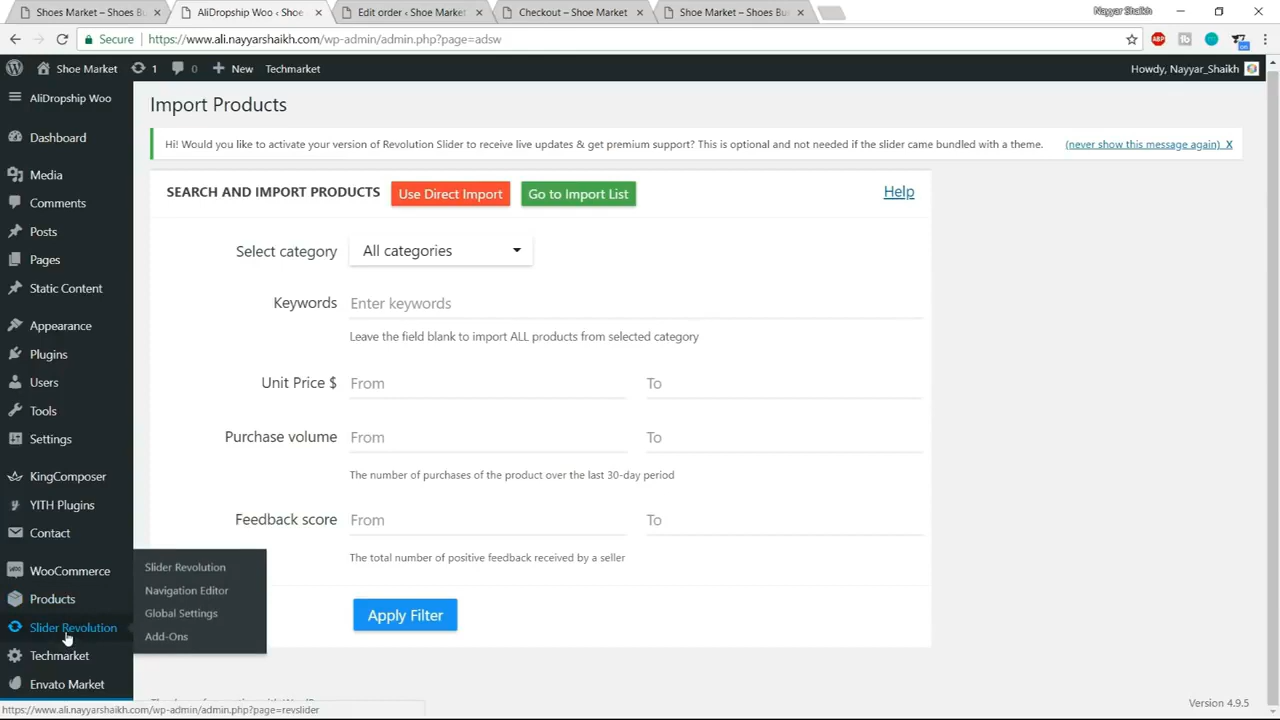 Shoes Market – Shoes B
AliDropship Woo ‹ Shoe
Edit order ‹ Shoe Market
Checkout – Shoe Market
Shoe Market – Shoes Bu
Nayyar Shaikh
Secure
https://www.ali.nayyarshaikh.com/wp-admin/admin.php?page=adsw
ABP
Shoe Market
1
0
New
Techmarket
Howdy, Nayyar_Shaikh
AliDropship Woo
Dashboard
Media
Comments
Posts
Pages
Static Content
Appearance
Plugins
Users
Tools
Settings
KingComposer
YITH Plugins
Contact
WooCommerce
Products
Slider Revolution
Techmarket
Envato Market
Slider Revolution
Navigation Editor
Global Settings
Add-Ons
Import Products
Hi! Would you like to activate your version of Revolution Slider to receive live updates & get premium support? This is optional and not needed if the slider came bundled with a theme.
(never show this message again) X
SEARCH AND IMPORT PRODUCTS
Use Direct Import
Go to Import List
Help
Select category
All categories
Keywords
Enter keywords
Leave the field blank to import ALL products from selected category
Unit Price $
From
To
Purchase volume
From
To
The number of purchases of the product over the last 30-day period
Feedback score
From
To
The total number of positive feedback received by a seller
Apply Filter
Version 4.9.5
https://www.ali.nayyarshaikh.com/wp-admin/admin.php?page=revslider